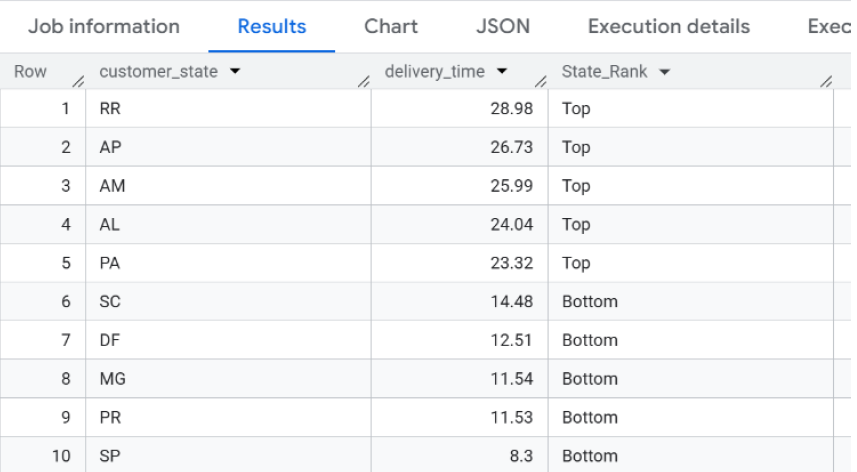 Job information Results Chart JSON Execution details Exec
Row customer_state delivery_time State_Rank
1 RR 28.98 Top
2 AP 26.73 Top
3 AM 25.99 Top
4 AL 24.04 Top
5 PA 23.32 Top
6 SC 14.48 Bottom
7 DF 12.51 Bottom
8 MG 11.54 Bottom
9 PR 11.53 Bottom
10 SP 8.3 Bottom